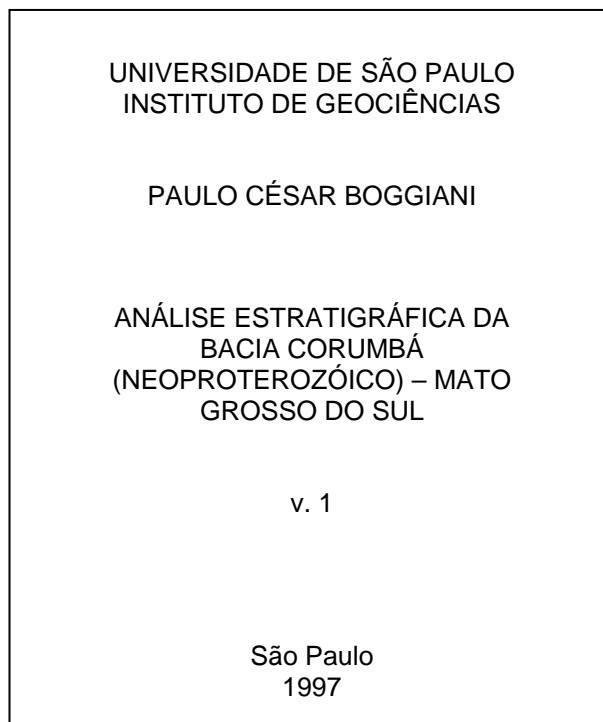 UNIVERSIDADE DE SÃO PAULO
INSTITUTO DE GEOCIÊNCIAS
PAULO CÉSAR BOGGIANI
ANÁLISE ESTRATIGRÁFICA DA
BACIA CORUMBÁ
(NEOPROTEROZÓICO) – MATO
GROSSO DO SUL
v. 1
São Paulo
1997